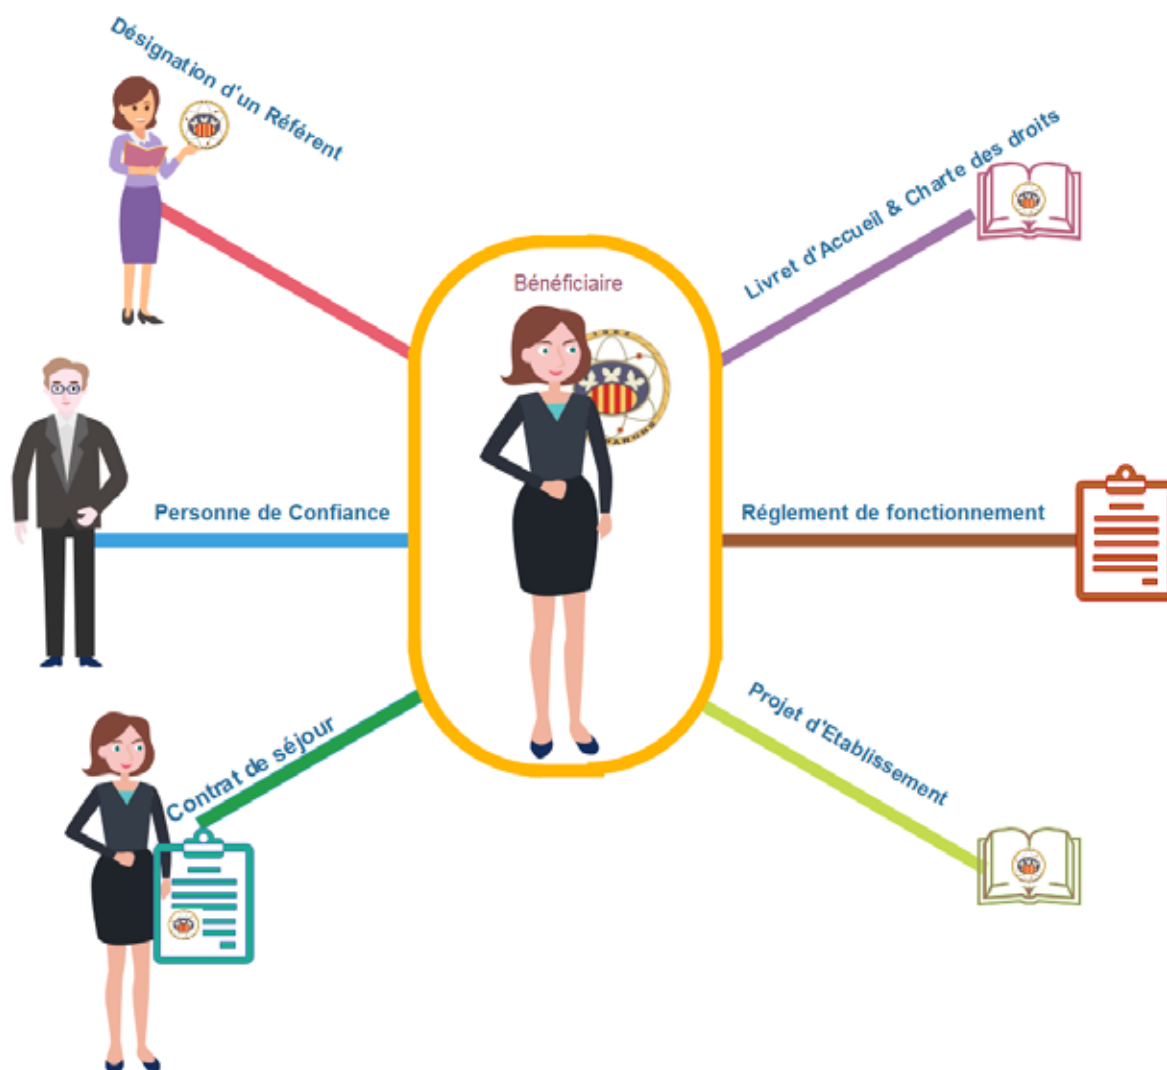 Désignation d'un Référent
Livret d'Accueil & Charte des droits
Bénéficiaire
Personne de Confiance
Réglement de fonctionnement
Contrat de séjour
Projet d'Etablissement